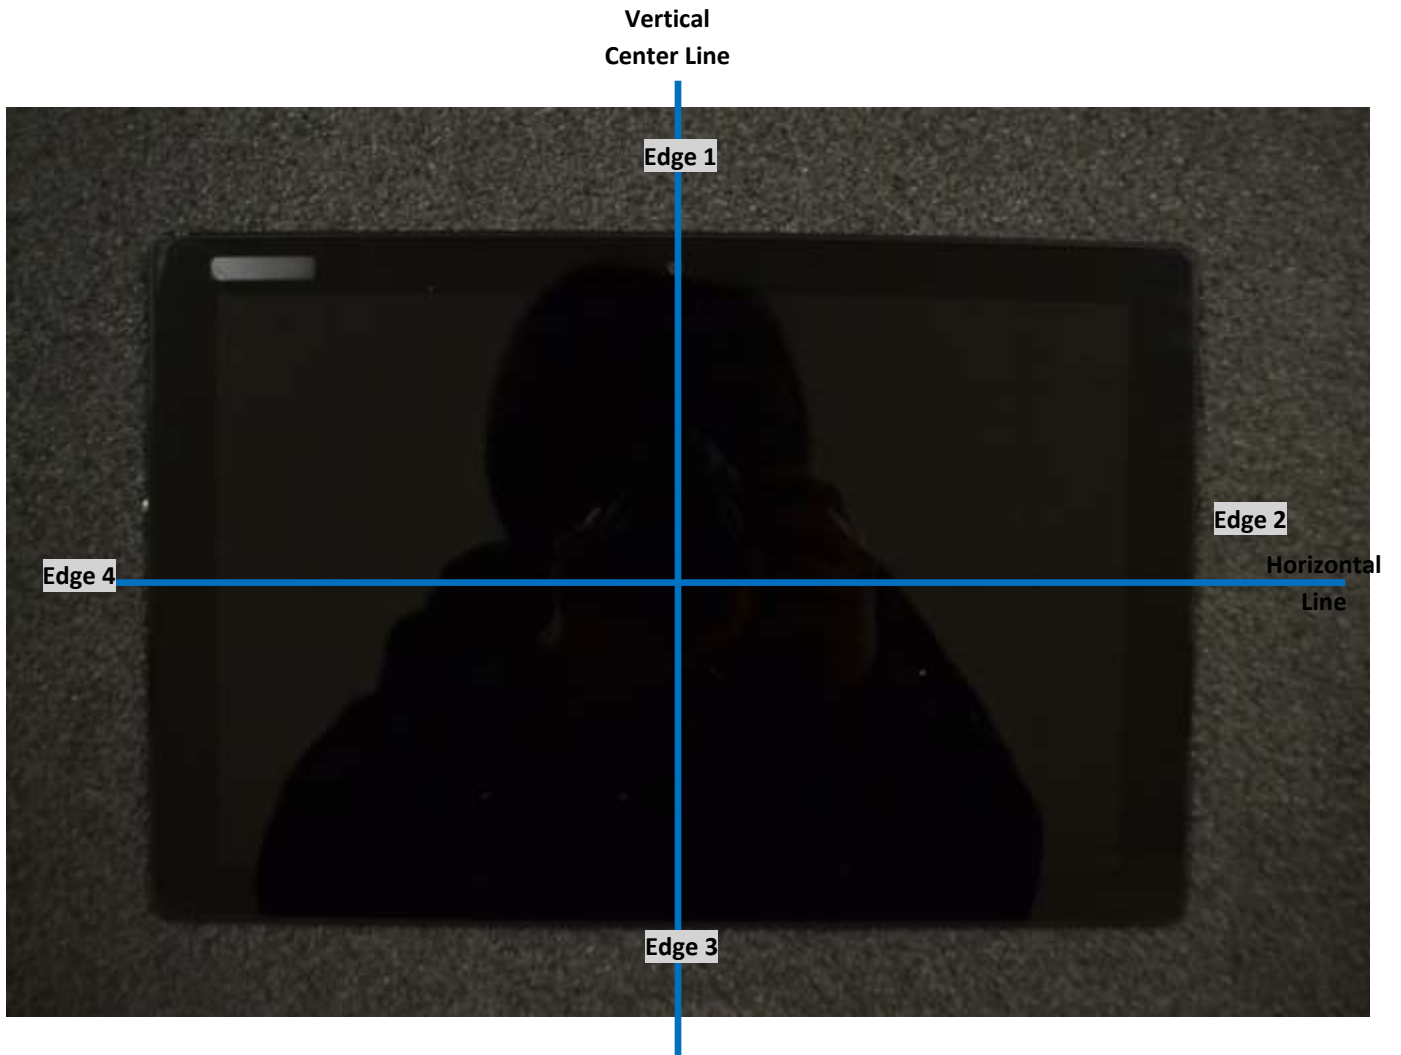 Vertical
Center Line
Edge 1
Edge 2
Horizontal
Edge 4
Line
Edge 3